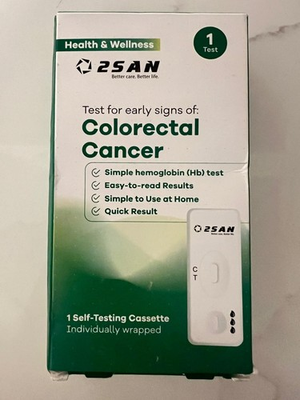 Health & Wellness
1
Test
2SAN
Better care. Better life.
Test for early signs of:
Colorectal
Cancer
Simple hemoglobin (Hb) test
Easy-to-read Results
Simple to Use at Home
Quick Result
2SAN
C
T
1 Self-Testing Cassette
Individually wrapped